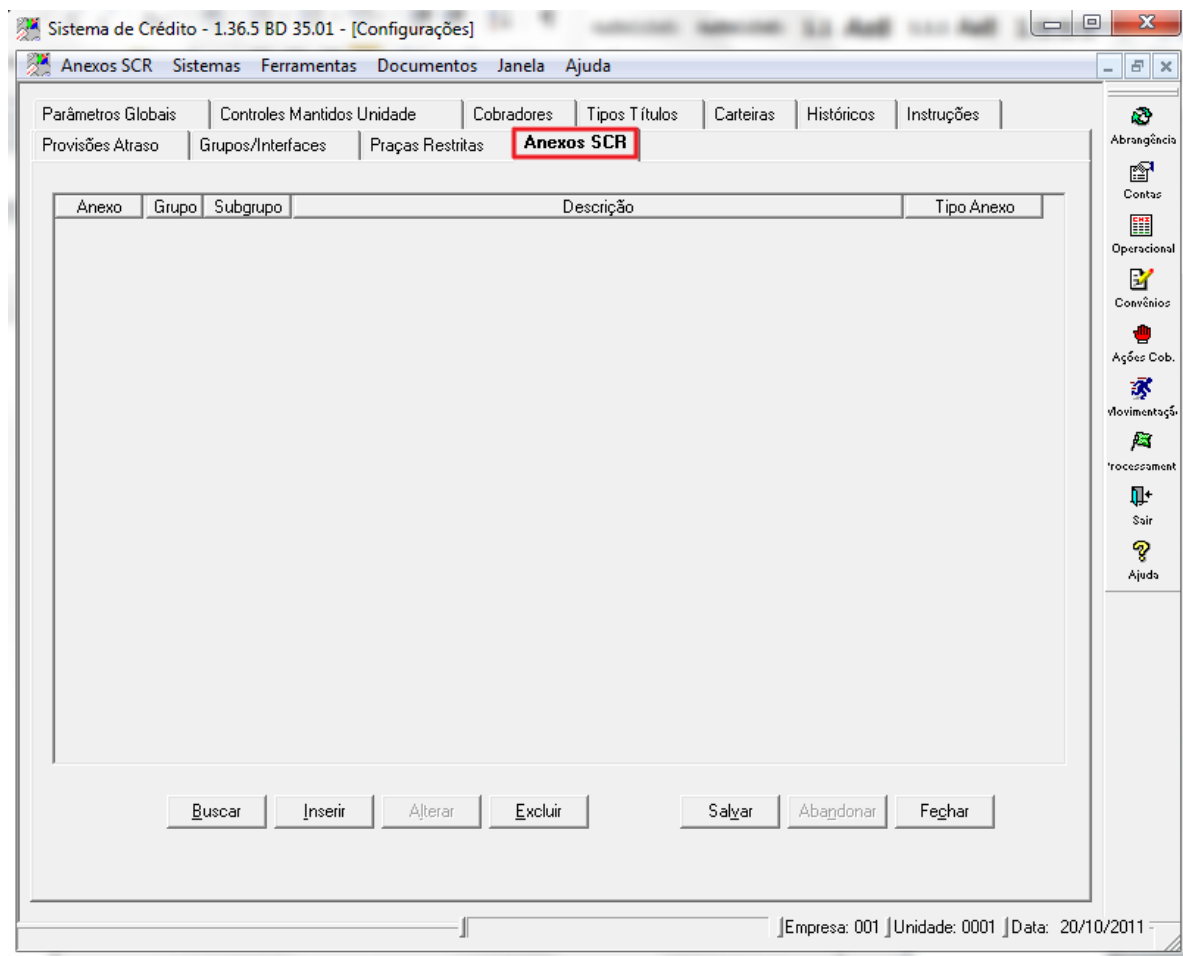 Sistema de Crédito - 1.36.5 BD 35.01 - [Configurações]
Anexos SCR Sistemas Ferramentas Documentos Janela Ajuda
Parâmetros Globais Controles Mantidos Unidade Cobradores Tipos Títulos Carteiras Históricos Instruções
Provisões Atraso Grupos/Interfaces Praças Restritas Anexos SCR
Anexo Grupo Subgrupo Descrição Tipo Anexo
Abrangência
Contas
Operacional
Convênios
Ações Cob.
Movimentaçã
rocessament
Sair
Ajuda
Buscar Inserir Alterar Excluir Salvar Abandonar Fechar
Empresa: 001 Unidade: 0001 Data: 20/10/2011